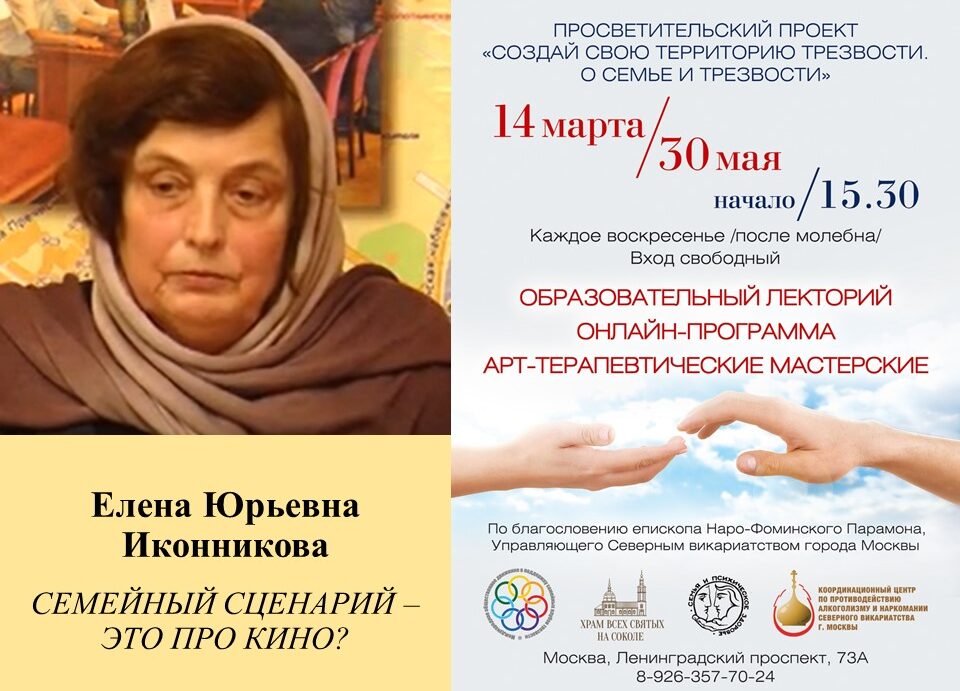 Елена Юрьевна
Иконникова
СЕМЕЙНЫЙ СЦЕНАРИЙ –
ЭТО ПРО КИНО?
ПРОСВЕТИТЕЛЬСКИЙ ПРОЕКТ
«СОЗДАЙ СВОЮ ТЕРРИТОРИЮ ТРЕЗВОСТИ.
О СЕМЬЕ И ТРЕЗВОСТИ»
14 марта/30 мая
начало/15.30
Каждое воскресенье /после молебна/
Вход свободный
ОБРАЗОВАТЕЛЬНЫЙ ЛЕКТОРИЙ
ОНЛАЙН-ПРОГРАММА
АРТ-ТЕРАПЕВТИЧЕСКИЕ МАСТЕРСКИЕ
По благословению епископа Наро-Фоминского Парамона,
Управляющего Северным викариатством города Москвы
ХРАМ ВСЕХ СВЯТЫХ
НА СОКОЛЕ
СЕМЬЯ И ПСИХИЧЕСКОЕ ЗДОРОВЬЕ
КООРДИНАЦИОННЫЙ ЦЕНТР
ПО ПРОТИВОДЕЙСТВИЮ
АЛКОГОЛИЗМУ И НАРКОМАНИИ
СЕВЕРНОГО ВИКАРИАТСТВА
Г. МОСКВЫ
Москва, Ленинградский проспект, 73А
8-926-357-70-24